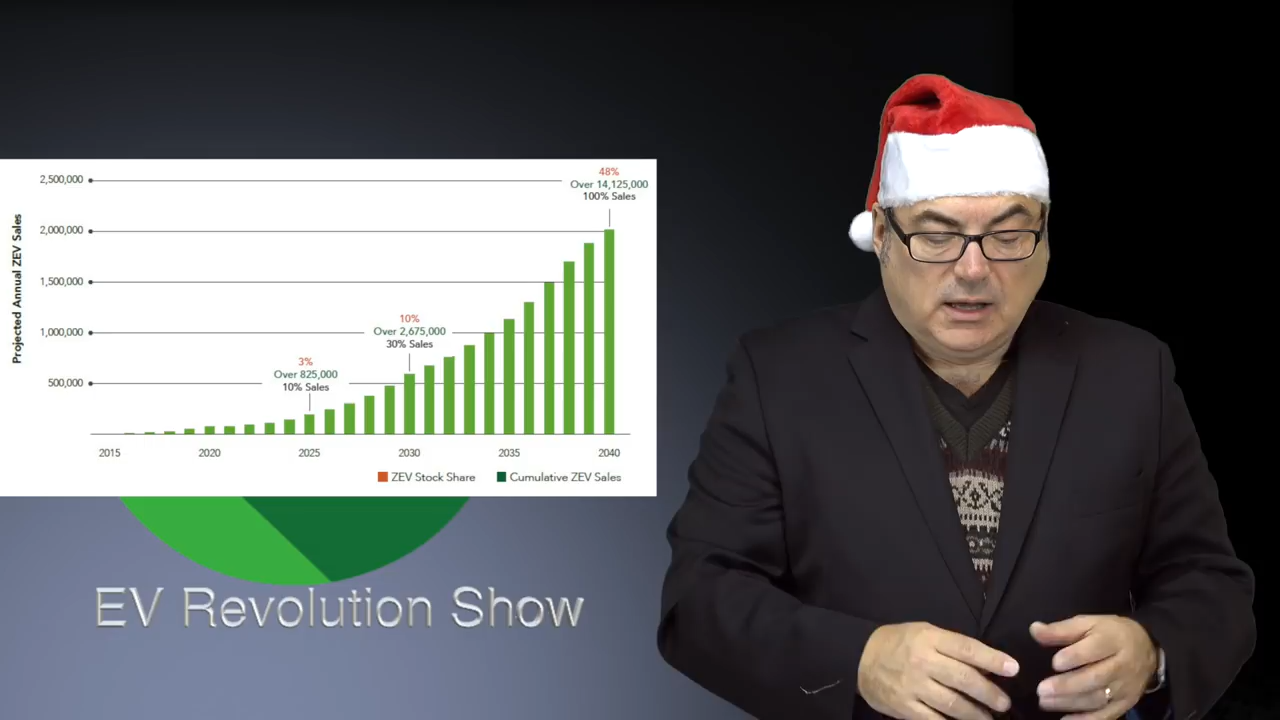 2,500,000
2,000,000
1,500,000
1,000,000
500,000
Projected Annual ZEV Sales
48%
Over 14,125,000
100% Sales
10%
Over 2,675,000
30% Sales
3%
Over 825,000
10% Sales
2015 2020 2025 2030 2035 2040
ZEV Stock Share Cumulative ZEV Sales
EV Revolution Show